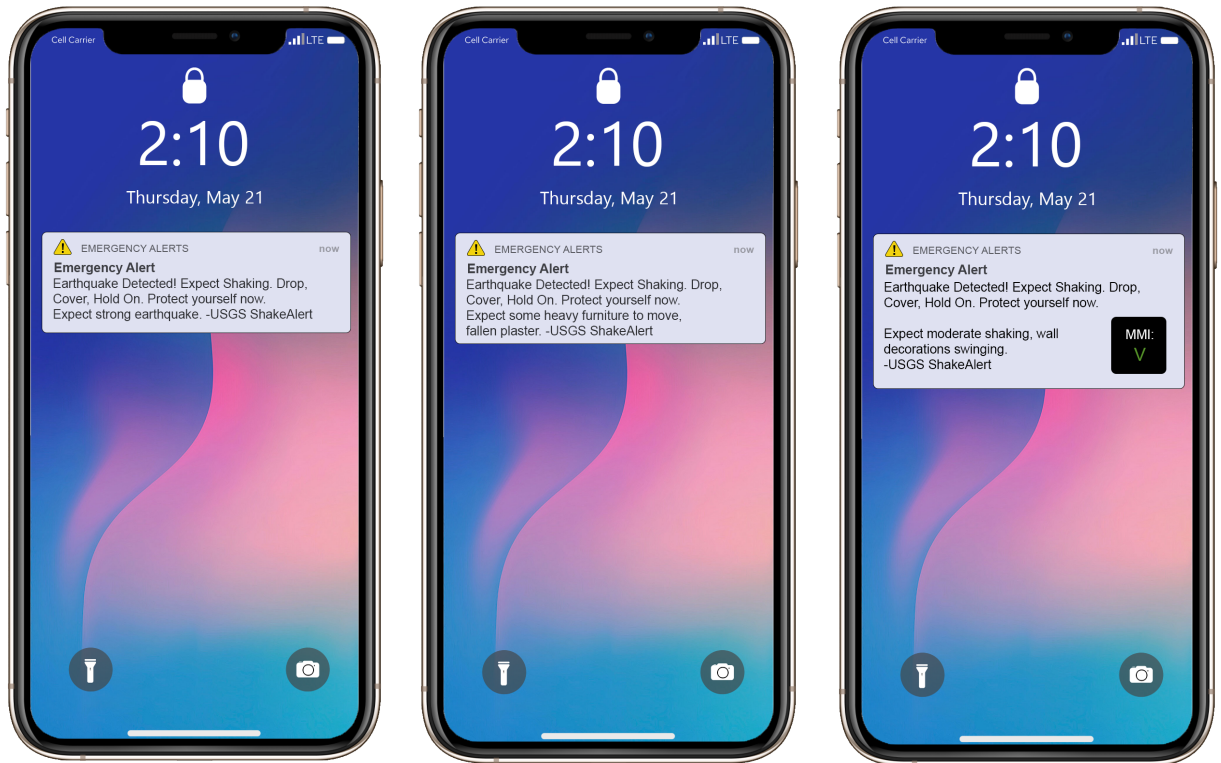 Cell Carrier LTE
2:10
Thursday, May 21
EMERGENCY ALERTS now
Emergency Alert
Earthquake Detected! Expect Shaking. Drop,
Cover, Hold On. Protect yourself now.
Expect strong earthquake. -USGS ShakeAlert
Cell Carrier LTE
2:10
Thursday, May 21
EMERGENCY ALERTS now
Emergency Alert
Earthquake Detected! Expect Shaking. Drop,
Cover, Hold On. Protect yourself now.
Expect some heavy furniture to move,
fallen plaster. -USGS ShakeAlert
Cell Carrier LTE
2:10
Thursday, May 21
EMERGENCY ALERTS now
Emergency Alert
Earthquake Detected! Expect Shaking. Drop,
Cover, Hold On. Protect yourself now.
Expect moderate shaking, wall
decorations swinging.
-USGS ShakeAlert
MMI:
V